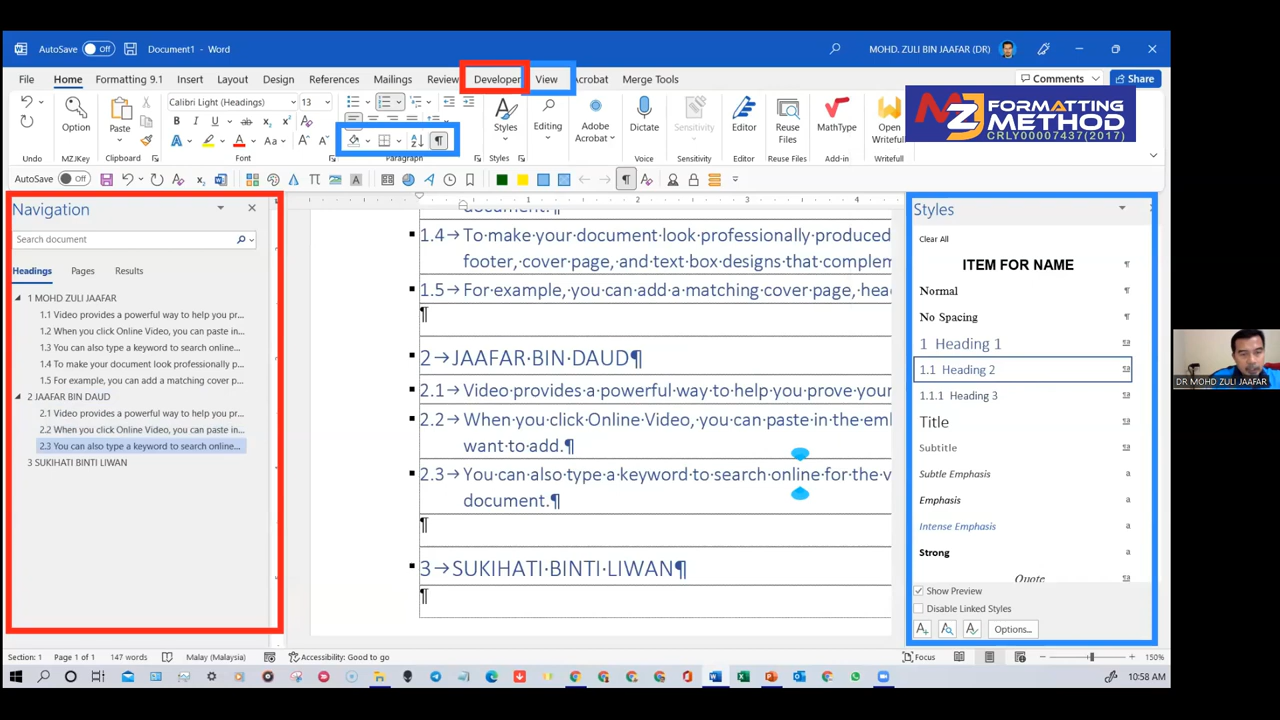 AutoSave Off Document1 - Word MOHD. ZULI BIN JAAFAR (DR)
File Home Formatting 9.1 Insert Layout Design References Mailings Review Developer View Acrobat Merge Tools Comments Share
Calibri Light (Headings) 13
Option Paste Styles Editing Adobe Acrobat Dictate Sensitivity Editor Reuse Files MathType Open Writefull
Undo MZJKey Clipboard Font Paragraph Styles Voice Sensitivity Reuse Files Writefull
MZ FORMATTING
METHOD
CRLY00007437(2017)
AutoSave Off
Navigation
Search document
Headings Pages Results
1 MOHD ZULI JAAFAR
1.1 Video provides a powerful way to help you pr...
1.2 When you click Online Video, you can paste in...
1.3 You can also type a keyword to search online...
1.4 To make your document look professionally p...
1.5 For example, you can add a matching cover p...
2 JAAFAR BIN DAUD
2.1 Video provides a powerful way to help you pr...
2.2 When you click Online Video, you can paste in...
2.3 You can also type a keyword to search online...
3 SUKIHATI BINTI LIWAN
1 2 3 4
document.¶
1.4→To·make·your·document·look·professionally·produced
footer,·cover·page,·and·text·box·designs·that·complem
1.5→For·example,·you·can·add·a·matching·cover·page,·hea
¶
2→JAAFAR·BIN·DAUD¶
2.1→Video·provides·a·powerful·way·to·help·you·prove·your
2.2→When·you·click·Online·Video,·you·can·paste·in·the·em
want·to·add.¶
2.3→You·can·also·type·a·keyword·to·search·online·for·the·v
document.¶
¶
3→SUKIHATI·BINTI·LIWAN¶
¶
Styles
Clear All
ITEM FOR NAME ¶
Normal ¶
No Spacing ¶
1 Heading 1
1.1 Heading 2
1.1.1 Heading 3
Title
Subtitle
Subtle Emphasis a
Emphasis a
Intense Emphasis a
Strong a
Quote
Show Preview
Disable Linked Styles
Options...
DR MOHD ZULI JAAFAR
Section: 1 Page 1 of 1 147 words Malay (Malaysia) Accessibility: Good to go Focus 150%
10:58 AM